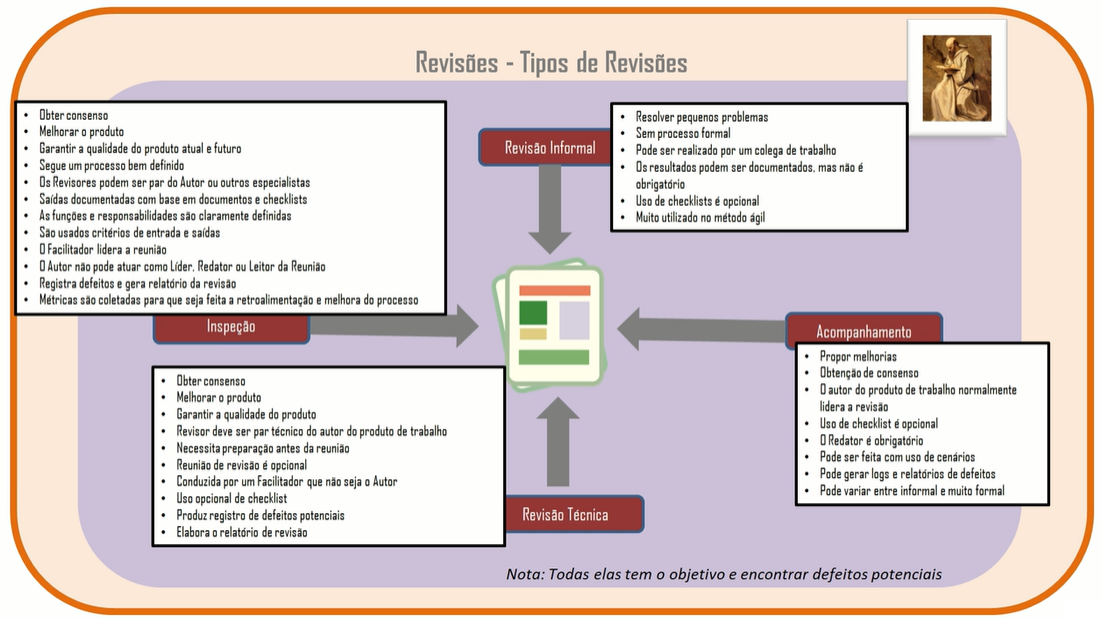 Revisões - Tipos de Revisões
Obter consenso
Melhorar o produto
Garantir a qualidade do produto atual e futuro
Segue um processo bem definido
Os Revisores podem ser par do Autor ou outros especialistas
Saídas documentadas com base em documentos e checklists
As funções e responsabilidades são claramente definidas
São usados critérios de entrada e saídas
O Facilitador lidera a reunião
O Autor não pode atuar como Líder, Redator ou Leitor da Reunião
Registra defeitos e gera relatório da revisão
Métricas são coletadas para que seja feita a retroalimentação e melhora do processo
Inspeção
Revisão Informal
Resolver pequenos problemas
Sem processo formal
Pode ser realizado por um colega de trabalho
Os resultados podem ser documentados, mas não é
obrigatório
Uso de checklists é opcional
Muito utilizado no método ágil
Acompanhamento
Propor melhorias
Obtenção de consenso
O autor do produto de trabalho normalmente
lidera a revisão
Uso de checklist é opcional
O Redator é obrigatório
Pode ser feita com uso de cenários
Pode gerar logs e relatórios de defeitos
Pode variar entre informal e muito formal
Obter consenso
Melhorar o produto
Garantir a qualidade do produto
Revisor deve ser par técnico do autor do produto de trabalho
Necessita preparação antes da reunião
Reunião de revisão é opcional
Conduzida por um Facilitador que não seja o Autor
Uso opcional de checklist
Produz registro de defeitos potenciais
Elabora o relatório de revisão
Revisão Técnica
Nota: Todas elas tem o objetivo e encontrar defeitos potenciais